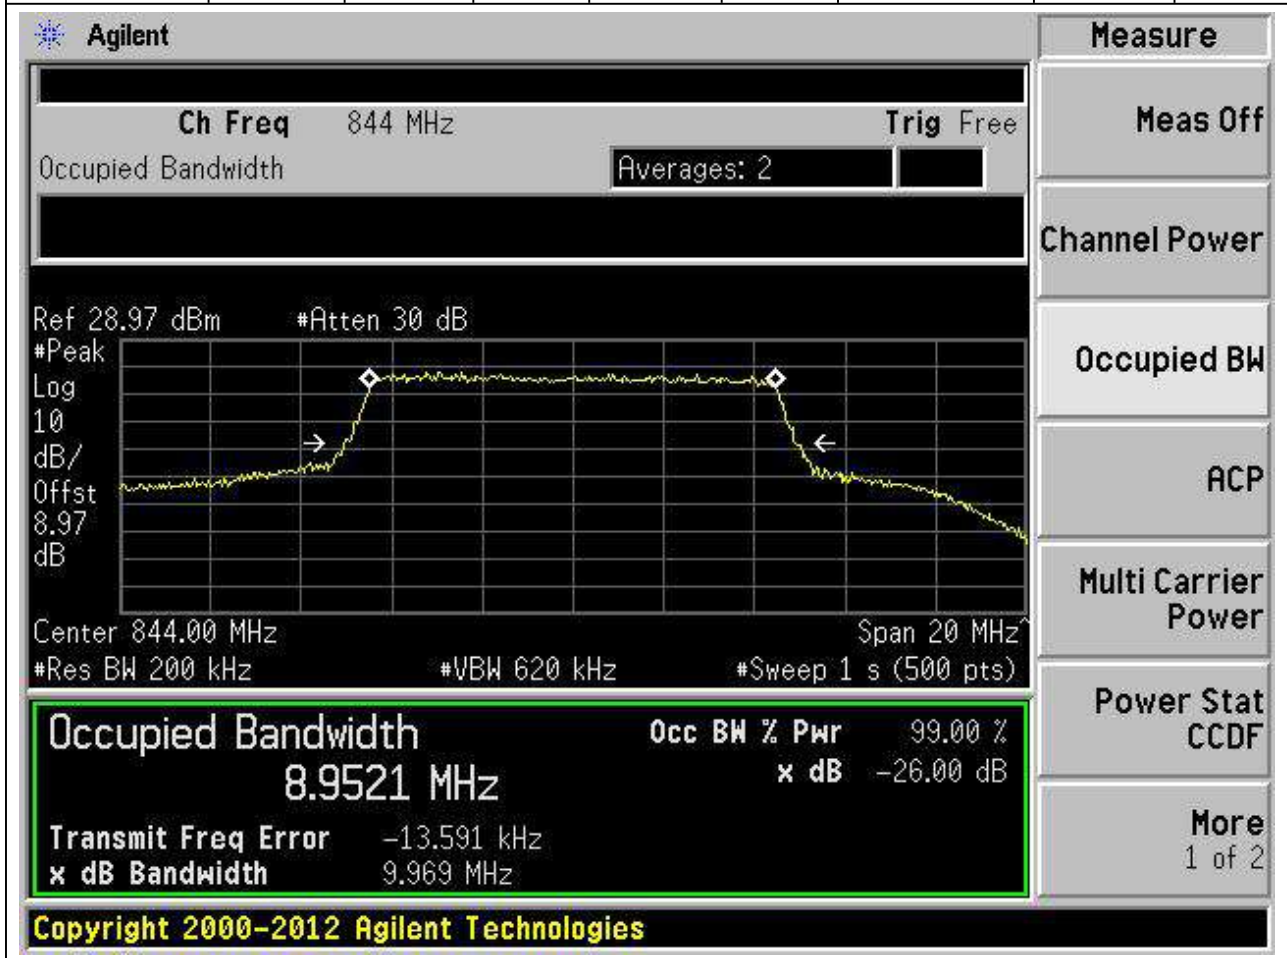 Agilent
Measure
Ch Freq 844 MHz Trig Free
Meas Off
Occupied Bandwidth Averages: 2
Channel Power
Ref 28.97 dBm #Atten 30 dB
#Peak
Log
10
dB/
Offst
8.97
dB
Occupied BW
ACP
Center 844.00 MHz Span 20 MHz^
#Res BW 200 kHz #VBW 620 kHz #Sweep 1 s (500 pts)
Multi Carrier
Power
Occupied Bandwidth Occ BW % Pwr 99.00 %
8.9521 MHz x dB -26.00 dB
Transmit Freq Error -13.591 kHz
x dB Bandwidth 9.969 MHz
Power Stat
CCDF
More
1 of 2
Copyright 2000-2012 Agilent Technologies